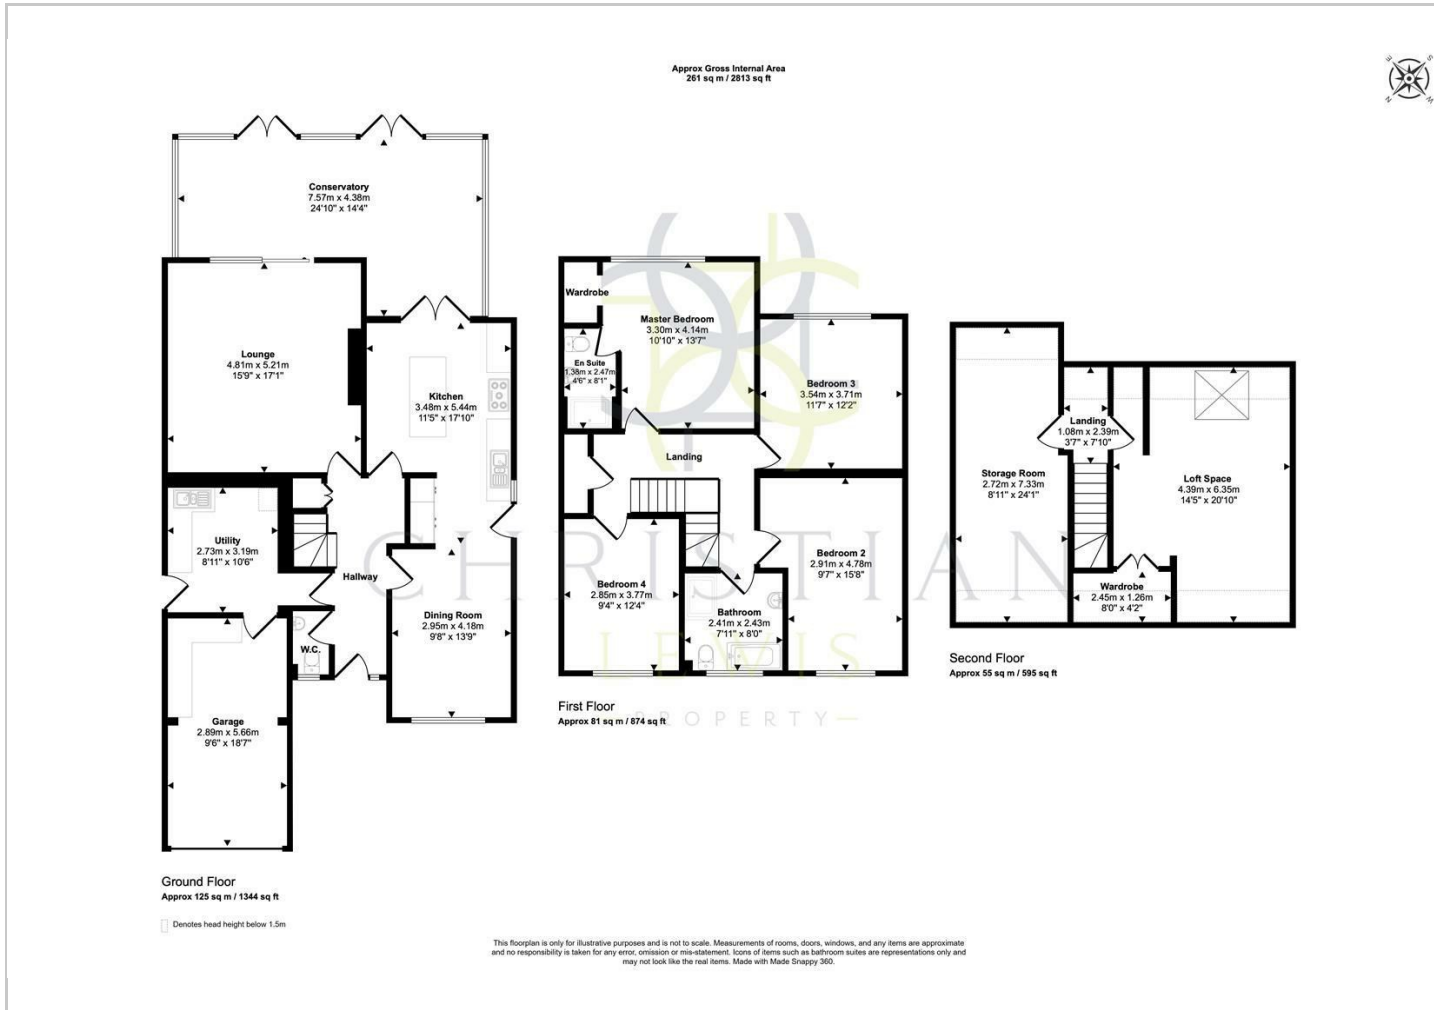 Approx Gross Internal Area
261 sq m / 2813 sq ft
S
E
W
N
Conservatory
7.57m x 4.38m
24'10" x 14'4"
Lounge
4.81m x 5.21m
15'9" x 17'1"
Kitchen
3.48m x 5.44m
11'5" x 17'10"
Utility
2.73m x 3.19m
8'11" x 10'6"
Hallway
W.C.
Dining Room
2.95m x 4.18m
9'8" x 13'9"
Garage
2.89m x 5.66m
9'6" x 18'7"
Ground Floor
Approx 125 sq m / 1344 sq ft
Denotes head height below 1.5m
Wardrobe
Master Bedroom
3.30m x 4.14m
10'10" x 13'7"
En Suite
1.38m x 2.47m
4'6" x 8'1"
Bedroom 3
3.54m x 3.71m
11'7" x 12'2"
Landing
Bedroom 2
2.91m x 4.78m
9'7" x 15'8"
Bedroom 4
2.85m x 3.77m
9'4" x 12'4"
Bathroom
2.41m x 2.43m
7'11" x 8'0"
First Floor
Approx 81 sq m / 874 sq ft
Landing
1.08m x 2.39m
3'7" x 7'10"
Storage Room
2.72m x 7.33m
8'11" x 24'1"
Loft Space
4.39m x 6.35m
14'5" x 20'10"
Wardrobe
2.45m x 1.26m
8'0" x 4'2"
Second Floor
Approx 55 sq m / 595 sq ft
CHRISTIAN
LEWIS
PROPERTY
This floorplan is only for illustrative purposes and is not to scale. Measurements of rooms, doors, windows, and any items are approximate
and no responsibility is taken for any error, omission or mis-statement. Icons of items such as bathroom suites are representations only and
may not look like the real items. Made with Made Snappy 360.